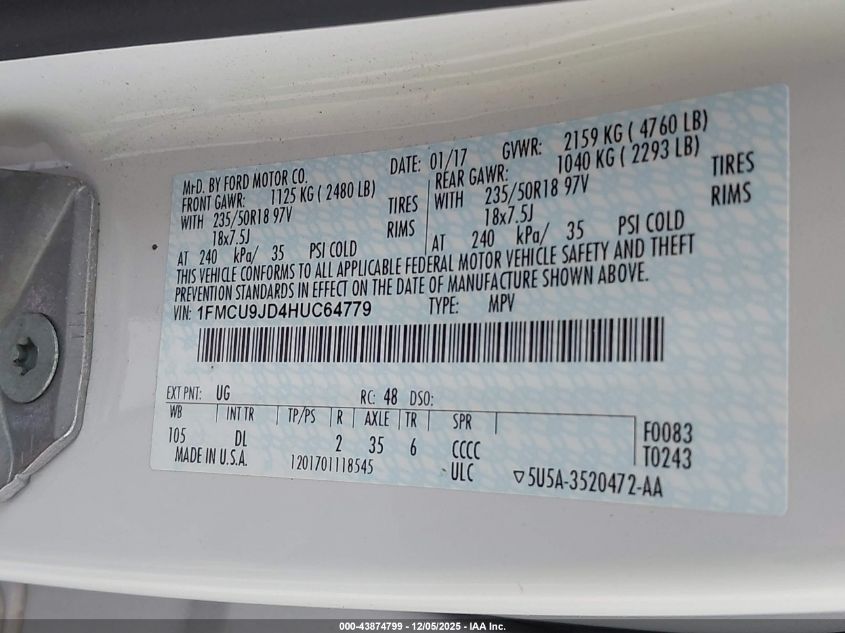 MFD. BY FORD MOTOR CO. DATE: 01/17 GVWR: 2159 KG ( 4760 LB)
FRONT GAWR: 1125 KG ( 2480 LB) REAR GAWR: 1040 KG ( 2293 LB)
WITH 235/50R18 97V TIRES WITH 235/50R18 97V TIRES
18x7.5J RIMS 18x7.5J RIMS
AT 240 kPa/ 35 PSI COLD AT 240 kPa/ 35 PSI COLD
THIS VEHICLE CONFORMS TO ALL APPLICABLE FEDERAL MOTOR VEHICLE SAFETY AND THEFT
PREVENTION STANDARDS IN EFFECT ON THE DATE OF MANUFACTURE SHOWN ABOVE.
VIN: 1FMCU9JD4HUC64779 TYPE: MPV
EXT PNT: UG RC: 48 DSO:
WB INT TR TP/PS R AXLE TR SPR F0083
105 DL 2 35 6 CCCC T0243
MADE IN U.S.A. 1201701118545 ULC ▽5U5A-3520472-AA
000-43874799 - 12/05/2025 - IAA Inc.